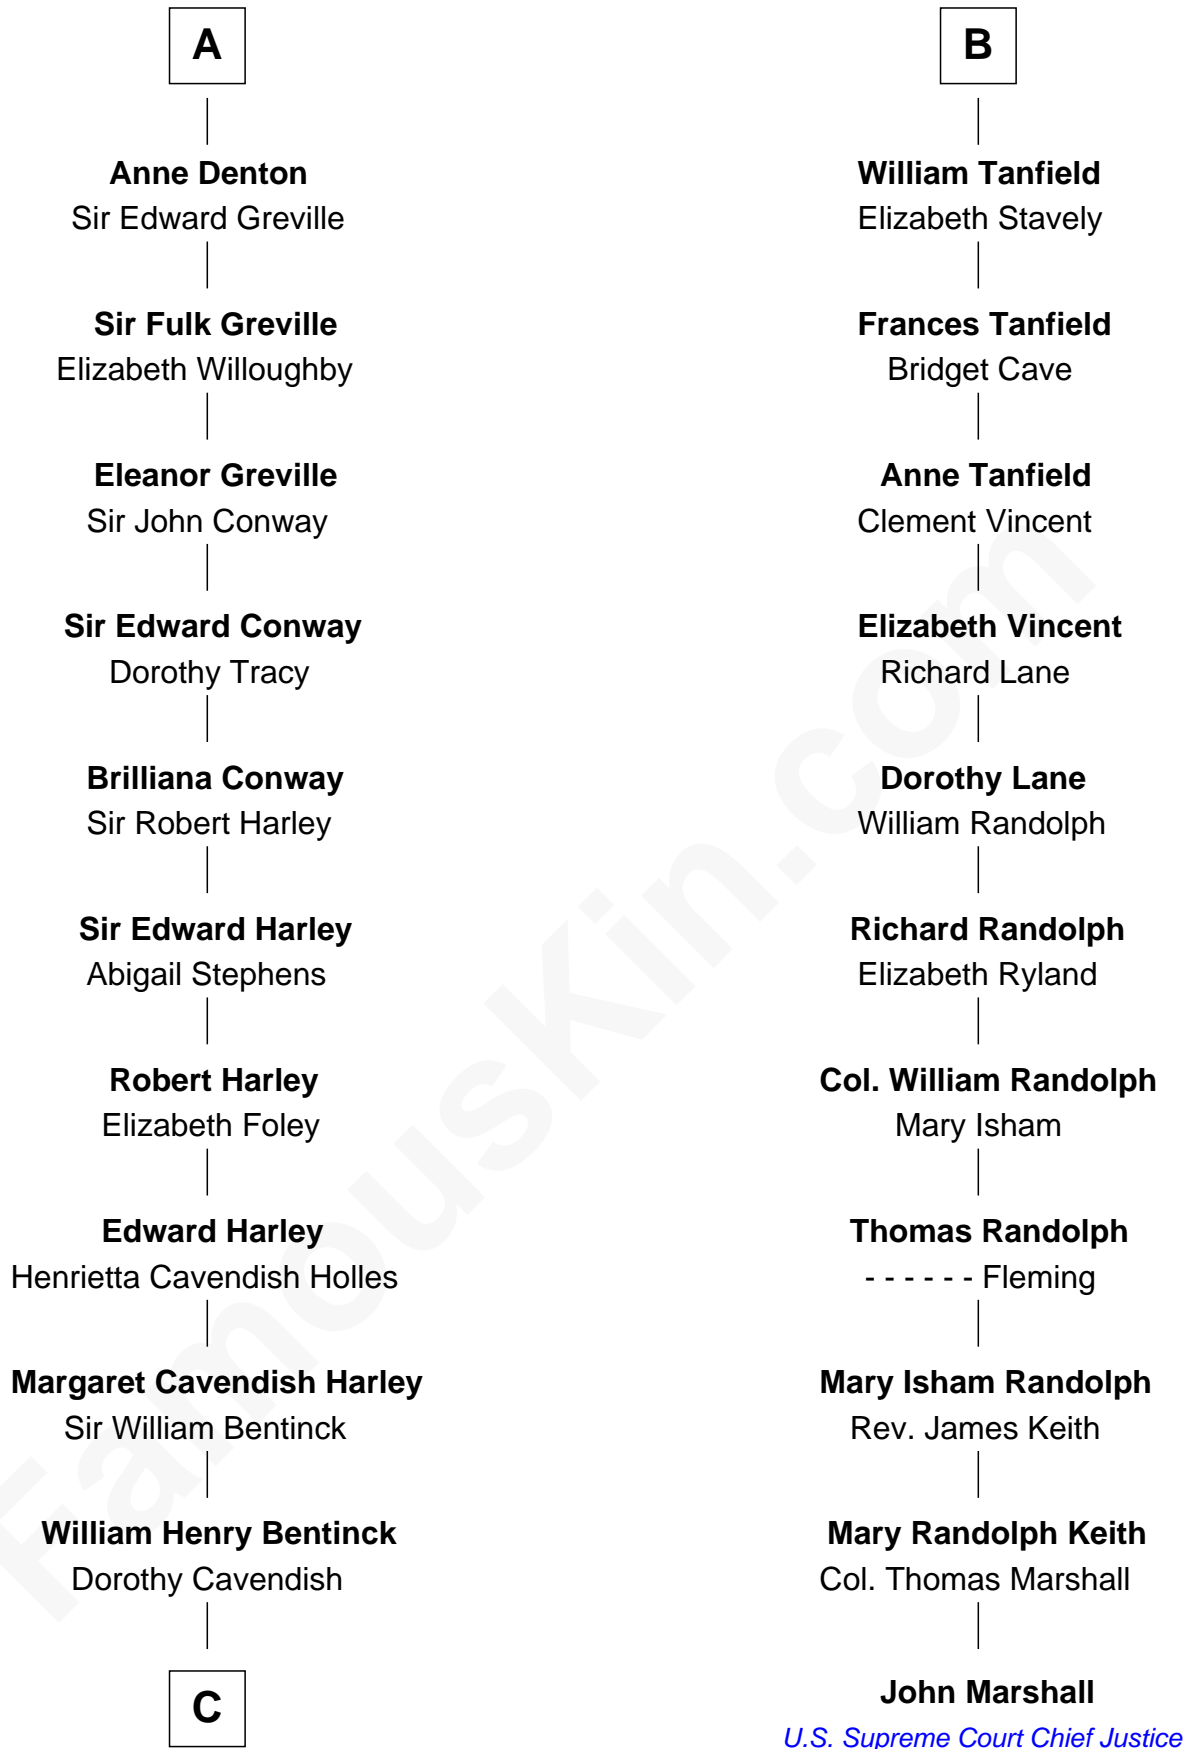 A
Anne Denton
Sir Edward Greville
Sir Fulk Greville
Elizabeth Willoughby
Eleanor Greville
Sir John Conway
Sir Edward Conway
Dorothy Tracy
Brilliana Conway
Sir Robert Harley
Sir Edward Harley
Abigail Stephens
Robert Harley
Elizabeth Foley
Edward Harley
Henrietta Cavendish Holles
Margaret Cavendish Harley
Sir William Bentinck
William Henry Bentinck
Dorothy Cavendish
C
B
William Tanfield
Elizabeth Stavely
Frances Tanfield
Bridget Cave
Anne Tanfield
Clement Vincent
Elizabeth Vincent
Richard Lane
Dorothy Lane
William Randolph
Richard Randolph
Elizabeth Ryland
Col. William Randolph
Mary Isham
Thomas Randolph
- - - - - - Fleming
Mary Isham Randolph
Rev. James Keith
Mary Randolph Keith
Col. Thomas Marshall
John Marshall
U.S. Supreme Court Chief Justice
FamousKin.com